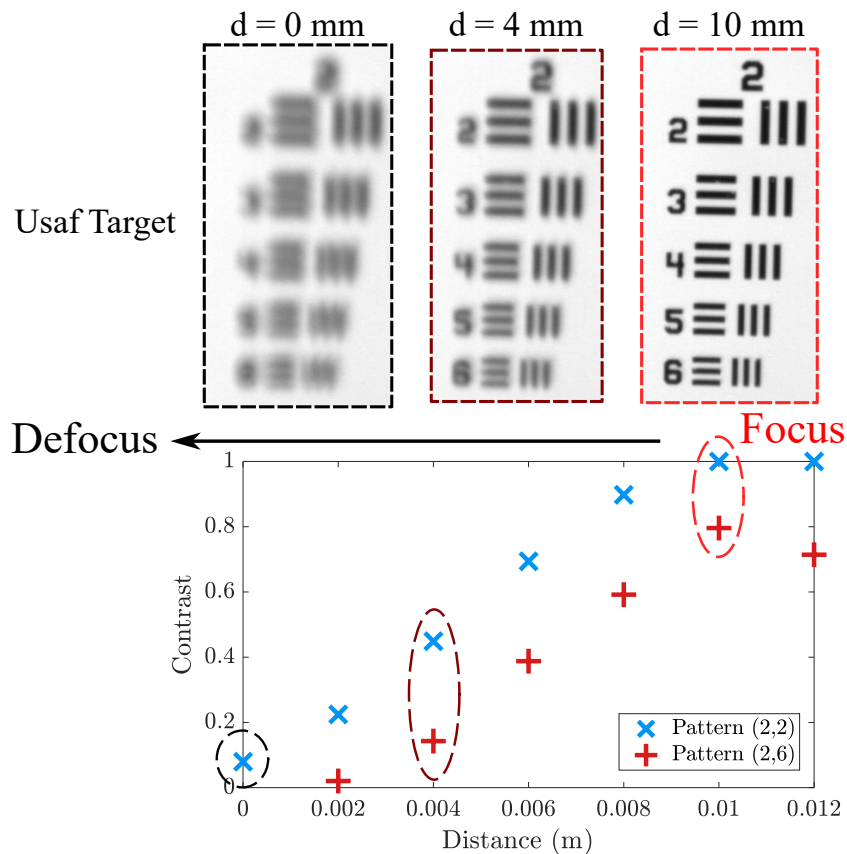 d = 0 mm d = 4 mm d = 10 mm
2 2 2
2 2
3 3
Usaf Target
4 4
5 5
6 6
Defocus Focus
1
0.8
0.6
0.4
0.2
0
Contrast
Pattern (2,2)
Pattern (2,6)
0 0.002 0.004 0.006 0.008 0.01 0.012
Distance (m)